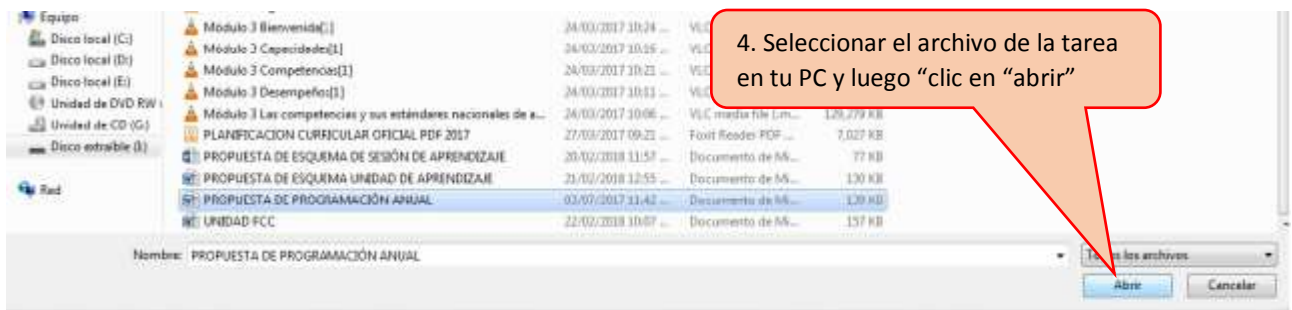 Equipo
Disco local (C:)
Disco local (D:)
Disco local (E:)
Unidad de DVD RW
Unidad de CD (G:)
Disco extraíble (I:)
Red
Módulo 3 Bienvenida[1] 24/03/2017 10:24 ...
Módulo 3 Capacidades[1] 24/03/2017 10:16 ...
Módulo 3 Competencias[1] 24/03/2017 10:21 ...
Módulo 3 Desempeños[1] 24/03/2017 10:11 ...
Módulo 3 Las competencias y sus estándares nacionales de a... 24/03/2017 10:06 ... VLC media file (.m... 129,279 KB
PLANIFICACION CURRICULAR OFICIAL PDF 2017 27/03/2017 09:21 ... Foxit Reader PDF ... 7,027 KB
PROPUESTA DE ESQUEMA DE SESIÓN DE APRENDIZAJE 20/02/2018 11:57 ... Documento de Mi... 77 KB
PROPUESTA DE ESQUEMA UNIDAD DE APRENDIZAJE 21/02/2018 12:55 ... Documento de Mi... 130 KB
PROPUESTA DE PROGRAMACIÓN ANUAL 03/07/2017 11:42 ... Documento de Mi... 139 KB
UNIDAD FCC 22/02/2018 10:07 ... Documento de Mi... 157 KB
4. Seleccionar el archivo de la tarea
en tu PC y luego “clic en “abrir”
Nombre: PROPUESTA DE PROGRAMACIÓN ANUAL
los archivos
Abrir Cancelar